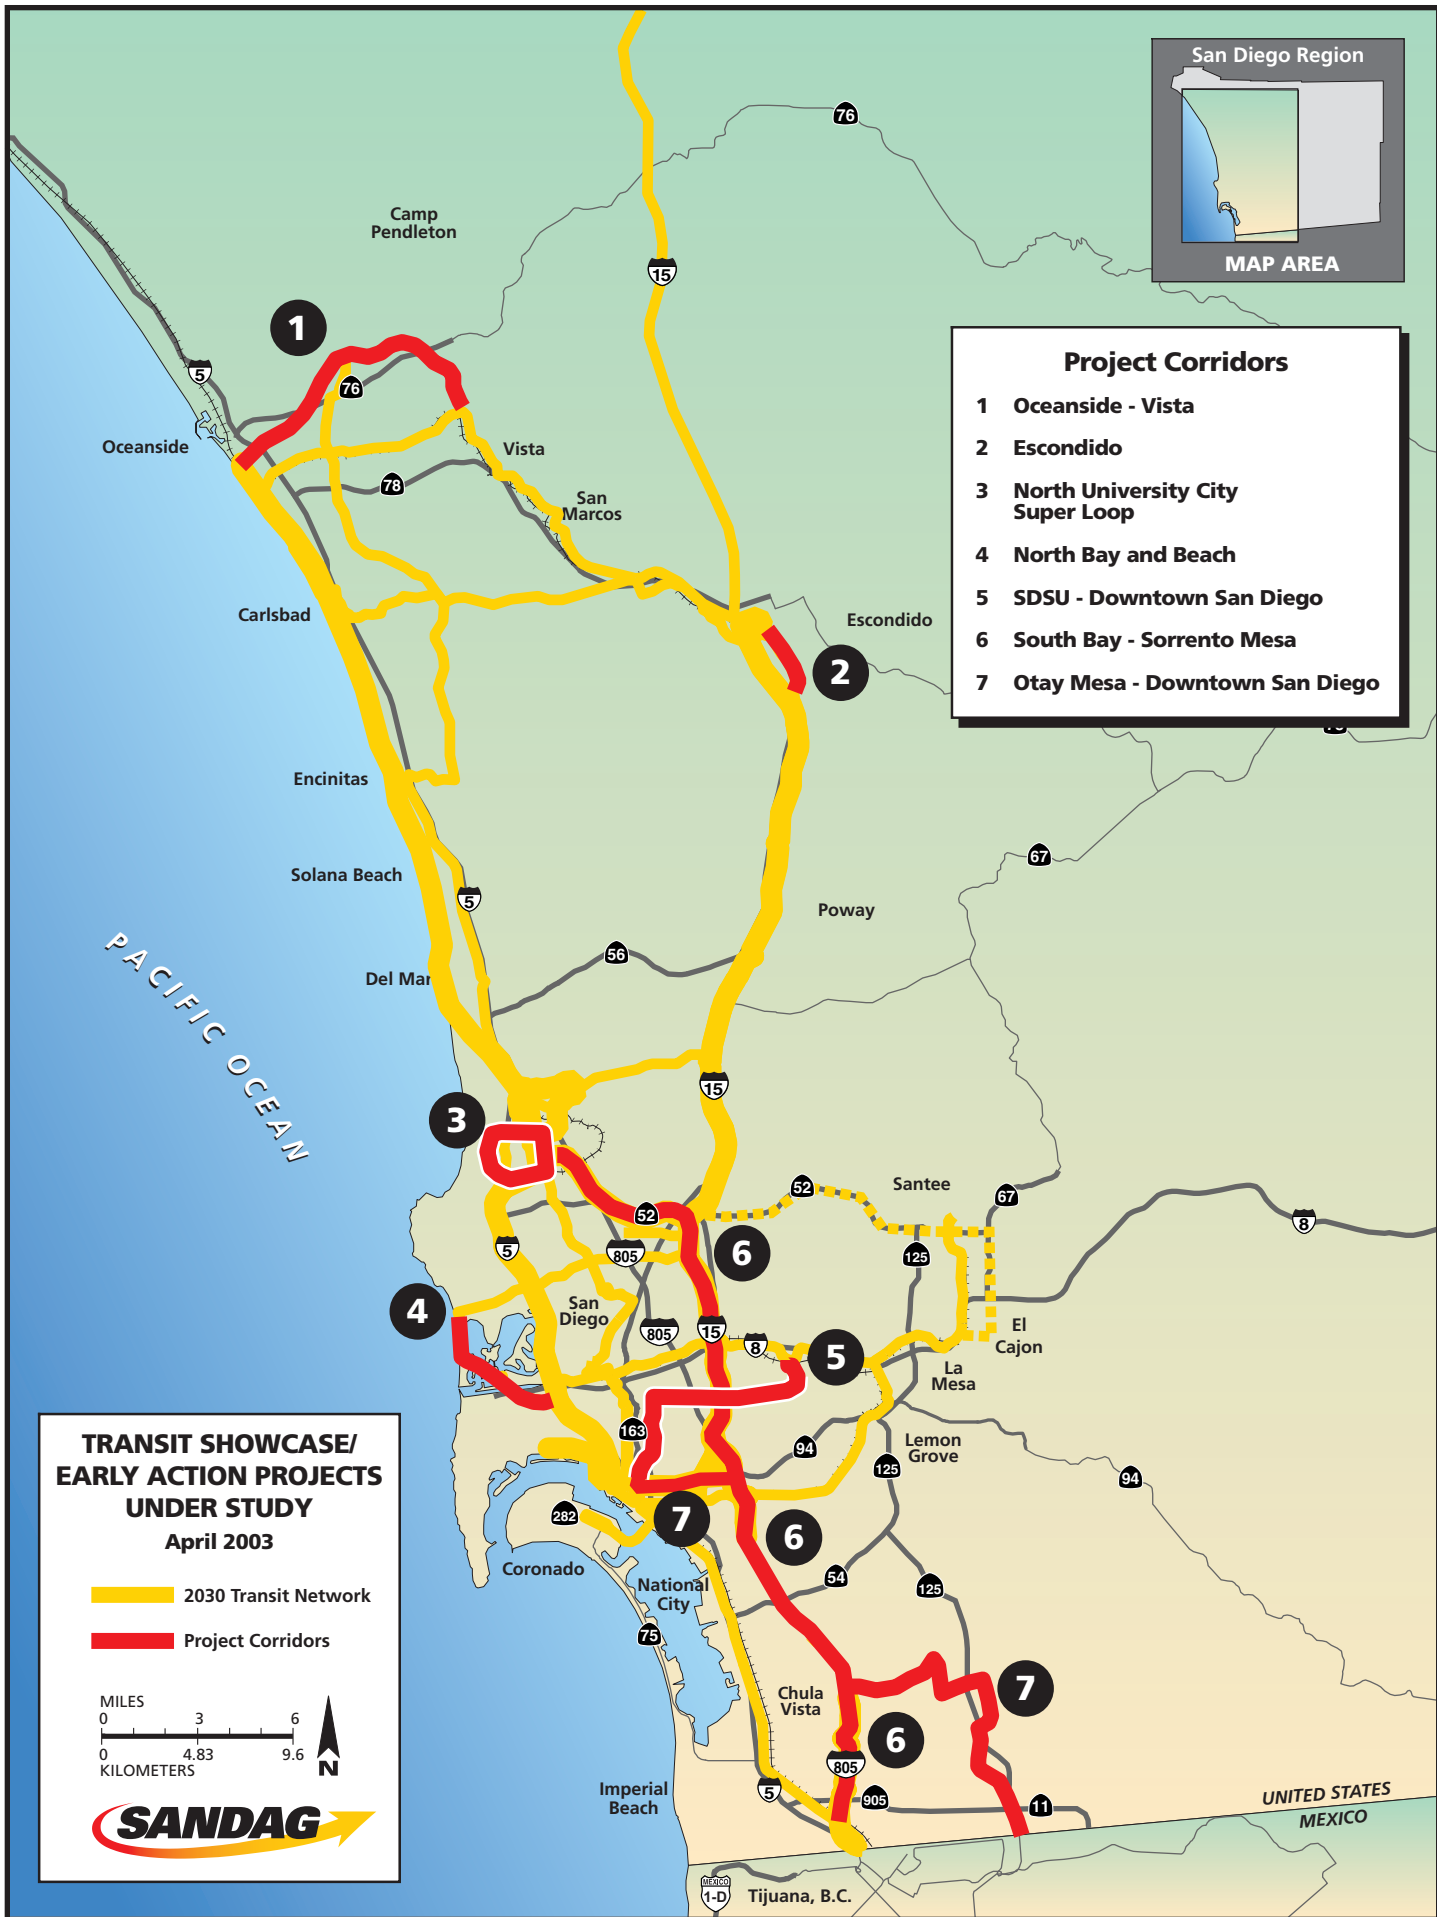 San Diego Region
MAP AREA
76
Camp
Pendleton
15
1
5
76
Oceanside
Vista
78
San
Marcos
Project Corridors
1 Oceanside - Vista
2 Escondido
3 North University City
Super Loop
4 North Bay and Beach
5 SDSU - Downtown San Diego
6 South Bay - Sorrento Mesa
7 Otay Mesa - Downtown San Diego
Carlsbad
Escondido
2
Encinitas
67
Solana Beach
5
Poway
PACIFIC OCEAN
56
Del Mar
15
3
52
Santee
67
52
8
5
805
6
125
4
San
Diego
805
15
8
5
El
Cajon
La
Mesa
163
94
Lemon
Grove
125
94
282
7
6
Coronado
National
City
54
125
75
Chula
Vista
7
6
805
Imperial
Beach
5
905
11
UNITED STATES
MEXICO
MEXICO
1-D
Tijuana, B.C.
TRANSIT SHOWCASE/
EARLY ACTION PROJECTS
UNDER STUDY
April 2003
2030 Transit Network
Project Corridors
MILES
0 3 6
0 4.83 9.6
KILOMETERS
N
SANDAG